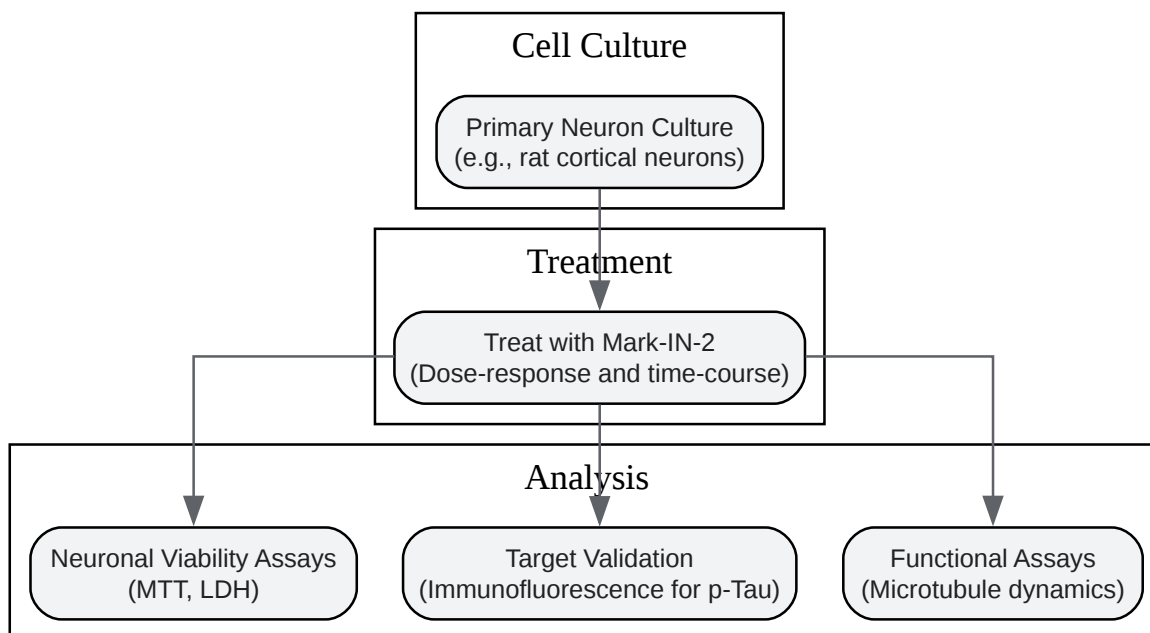 Cell Culture
Primary Neuron Culture
(e.g., rat cortical neurons)
Treatment
Treat with Mark-IN-2
(Dose-response and time-course)
Analysis
Neuronal Viability Assays
(MTT, LDH)
Target Validation
(Immunofluorescence for p-Tau)
Functional Assays
(Microtubule dynamics)